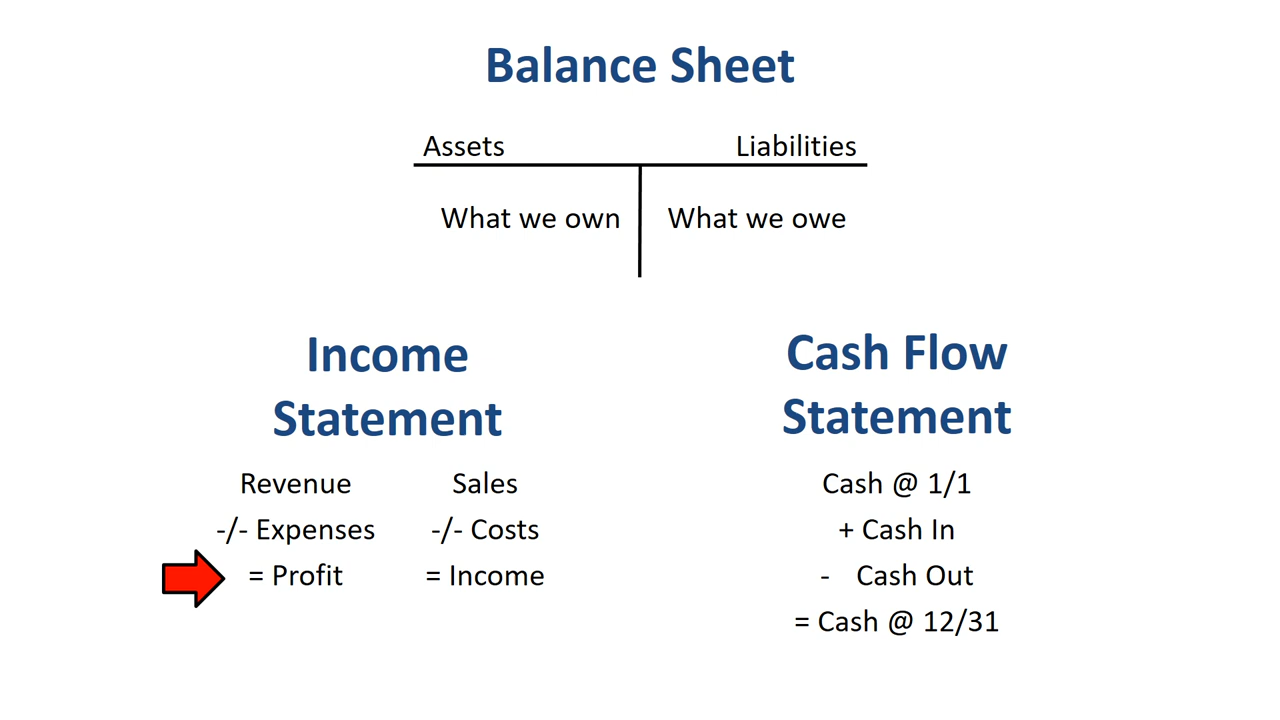 Balance Sheet
Assets Liabilities
What we own What we owe
Income
Statement
Revenue Sales
-/- Expenses -/- Costs
= Profit = Income
Cash Flow
Statement
Cash @ 1/1
+ Cash In
- Cash Out
= Cash @ 12/31